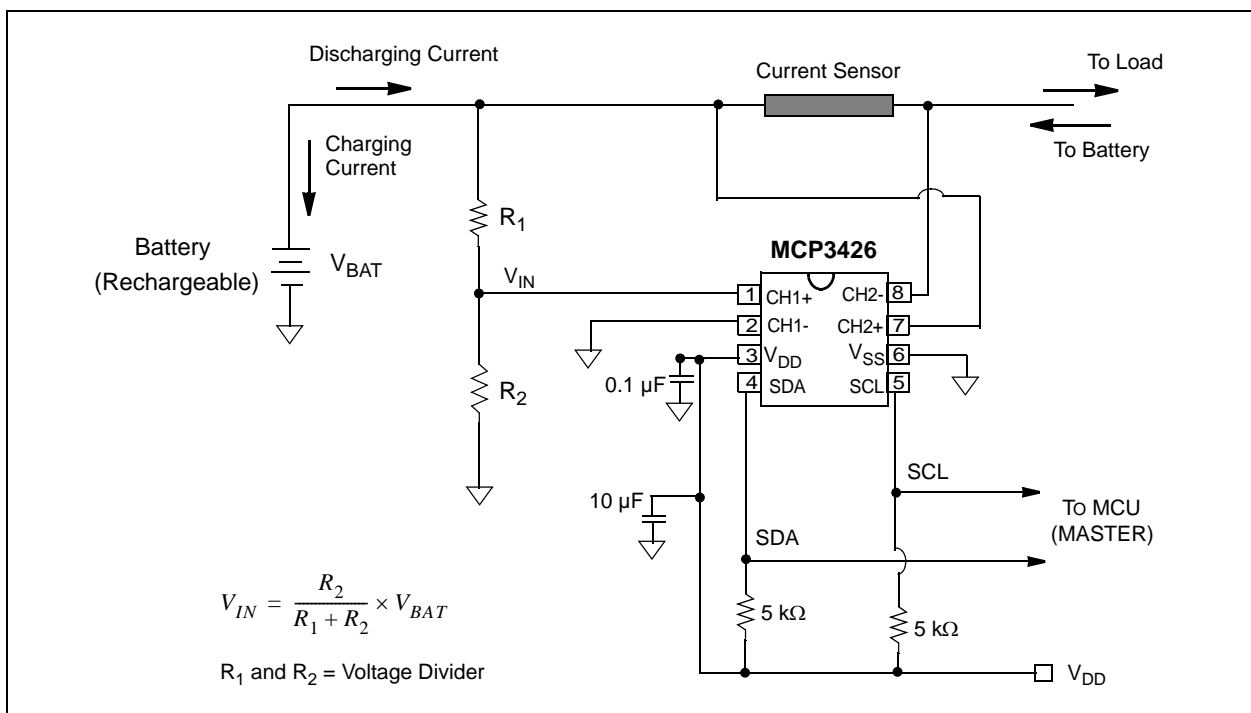 Discharging Current
Current Sensor
To Load
Charging
Current
To Battery
R1
Battery
(Rechargeable)
VBAT
VIN
MCP3426
1 CH1+
CH2- 8
2 CH1-
CH2+ 7
3 VDD
VSS 6
4 SDA
SCL 5
0.1 µF
R2
SCL
10 µF
TO MCU
(MASTER)
SDA
VIN = R2 / (R1 + R2) × VBAT
5 kΩ
5 kΩ
R1 and R2 = Voltage Divider
VDD